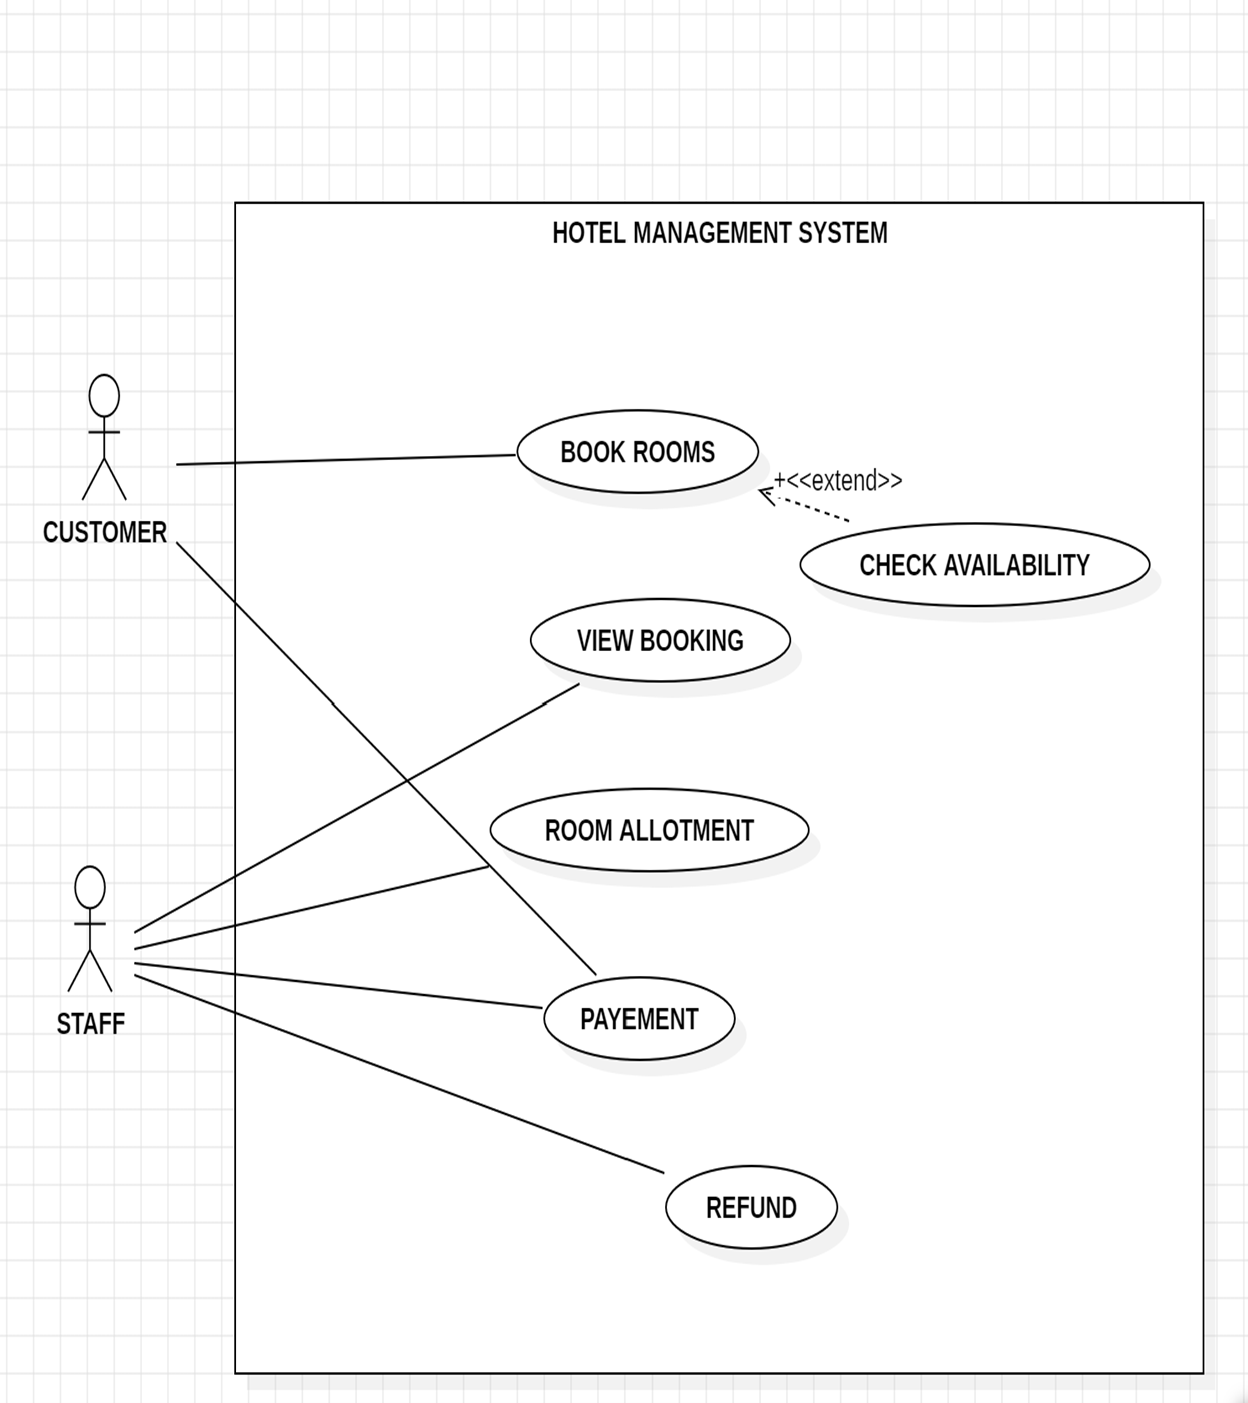 HOTEL MANAGEMENT SYSTEM
BOOK ROOMS
+<<extend>>
CUSTOMER
CHECK AVAILABILITY
VIEW BOOKING
ROOM ALLOTMENT
STAFF
PAYEMENT
REFUND